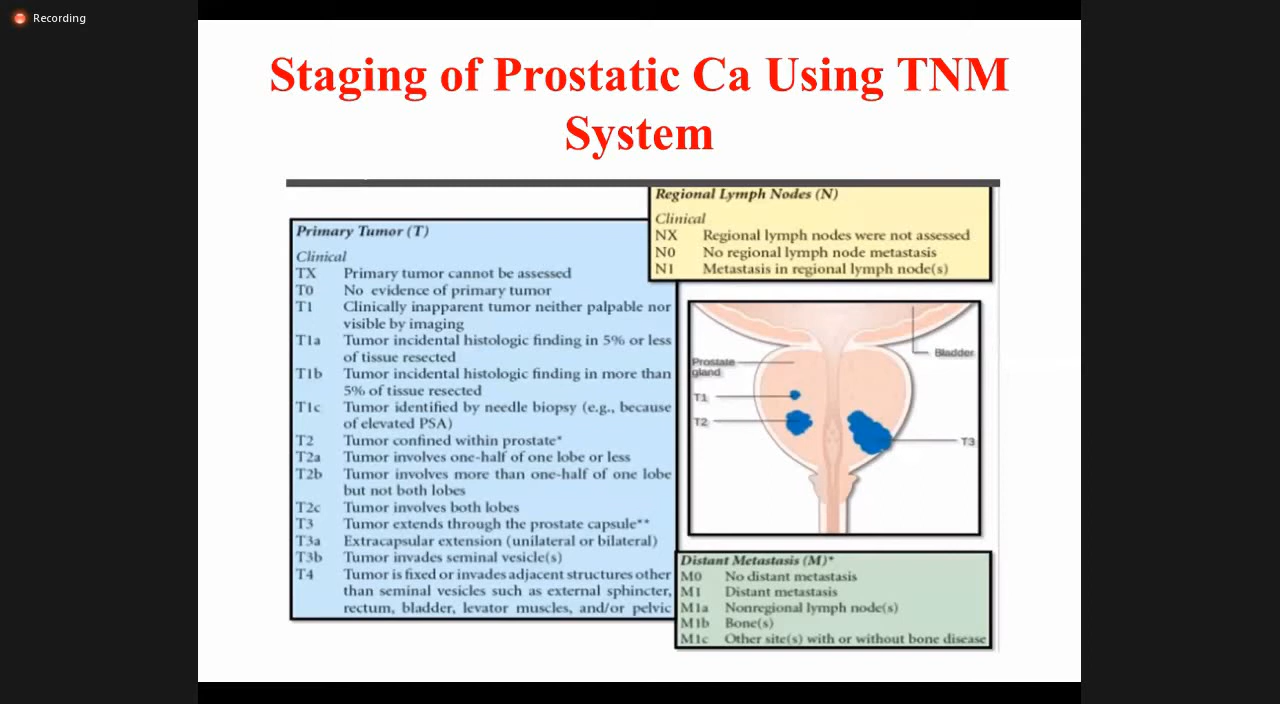 Recording
Staging of Prostatic Ca Using TNM
System
Primary Tumor (T)
Clinical
TX Primary tumor cannot be assessed
T0 No evidence of primary tumor
T1 Clinically inapparent tumor neither palpable nor
visible by imaging
T1a Tumor incidental histologic finding in 5% or less
of tissue resected
T1b Tumor incidental histologic finding in more than
5% of tissue resected
T1c Tumor identified by needle biopsy (e.g., because
of elevated PSA)
T2 Tumor confined within prostate*
T2a Tumor involves one-half of one lobe or less
T2b Tumor involves more than one-half of one lobe
but not both lobes
T2c Tumor involves both lobes
T3 Tumor extends through the prostate capsule**
T3a Extracapsular extension (unilateral or bilateral)
T3b Tumor invades seminal vesicle(s)
T4 Tumor is fixed or invades adjacent structures other
than seminal vesicles such as external sphincter,
rectum, bladder, levator muscles, and/or pelvic
Regional Lymph Nodes (N)
Clinical
NX Regional lymph nodes were not assessed
N0 No regional lymph node metastasis
N1 Metastasis in regional lymph node(s)
Bladder
Prostate
gland
T1
T2
T3
Distant Metastasis (M)*
M0 No distant metastasis
M1 Distant metastasis
M1a Nonregional lymph node(s)
M1b Bone(s)
M1c Other site(s) with or without bone disease